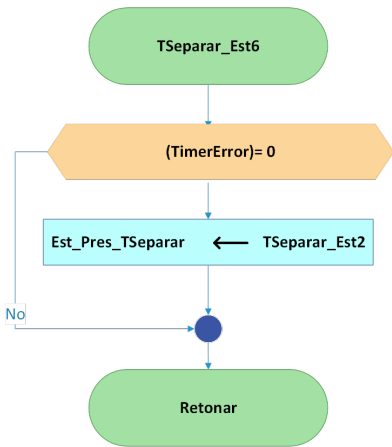 TSeparar_Est6
(TimerError)= 0
Est_Pres_TSeparar ← TSeparar_Est2
No
Retonar